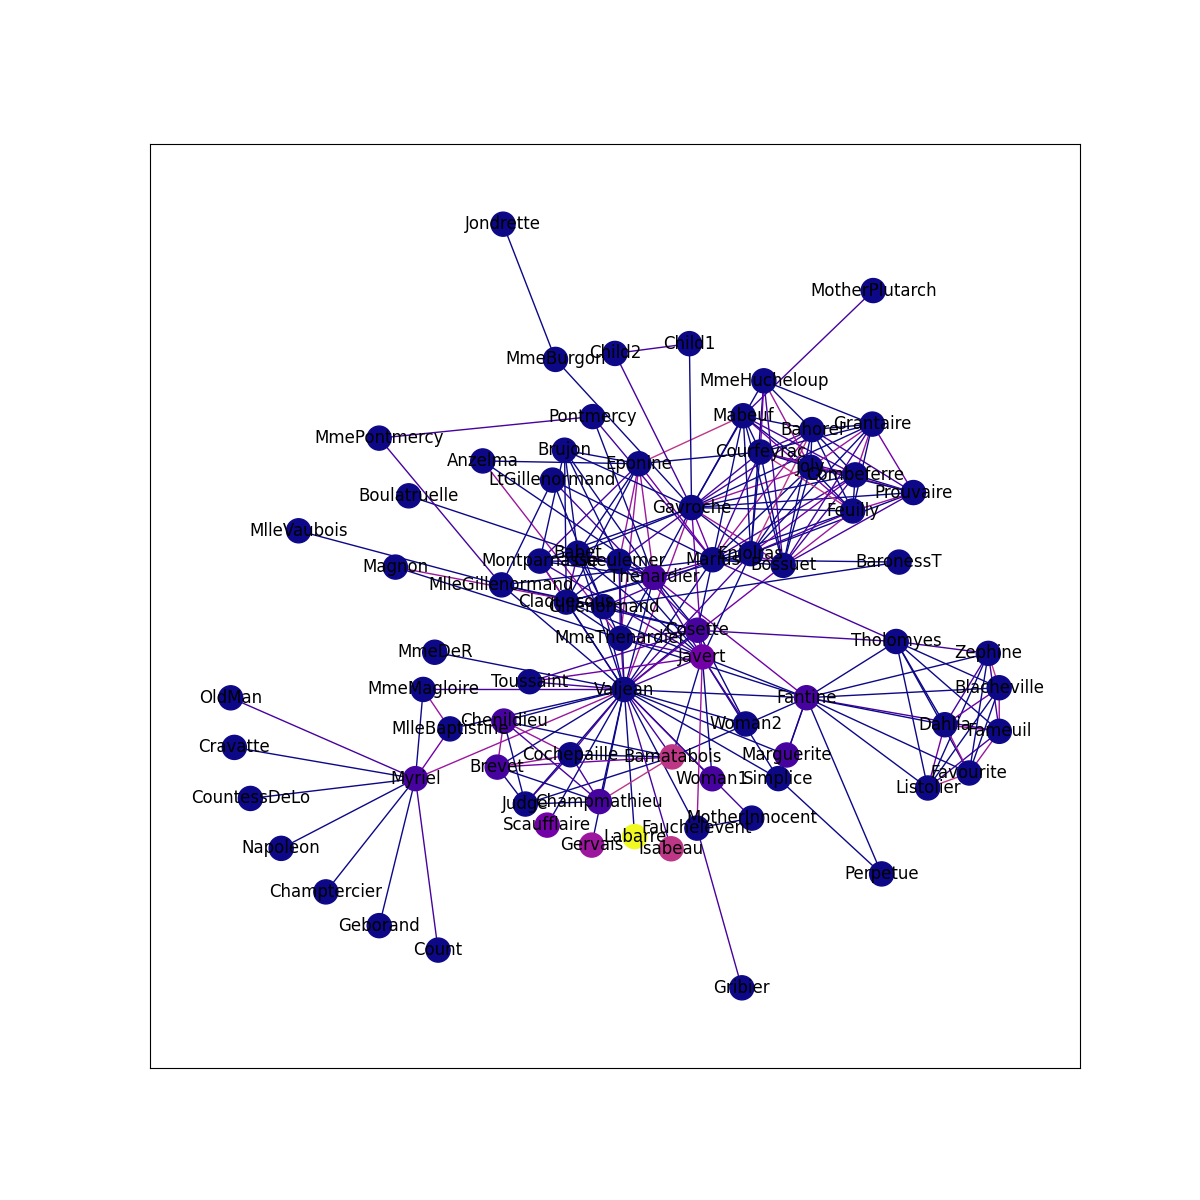 Jondrette
MotherPlutarch
Child1
Child2
MmeBurgon
MmeHucheloup
Mabeuf
Pontmercy
Grantaire
Bahorel
MmePontmercy
Brujon
Courfeyrac
Anzelma
Eponine
Joly
Combeferre
LtGillenormand
Boulatruelle
Prouvaire
Gavroche
Feuilly
MlleVaubois
Babet
Enjolras
Montparnasse
Gueulemer
Marius
BaronessT
Bossuet
Magnon
Thenardier
MlleGillenormand
Claquesous
Gillenormand
Cosette
MmeThenardier
Tholomyes
MmeDeR
Zephine
Javert
Toussaint
MmeMagloire
Valjean
Blacheville
OldMan
Fantine
Chenildieu
Woman2
Dahlia
MlleBaptistine
Fameuil
Cravatte
Cochepaille
Bamatabois
Marguerite
Brevet
Favourite
Myriel
Woman1
Simplice
Listolier
CountessDeLo
Judge
Champmathieu
MotherInnocent
Scaufflaire
Fauchelevent
Labarre
Gervais
Isabeau
Napoleon
Perpetue
Champtercier
Geborand
Count
Gribier